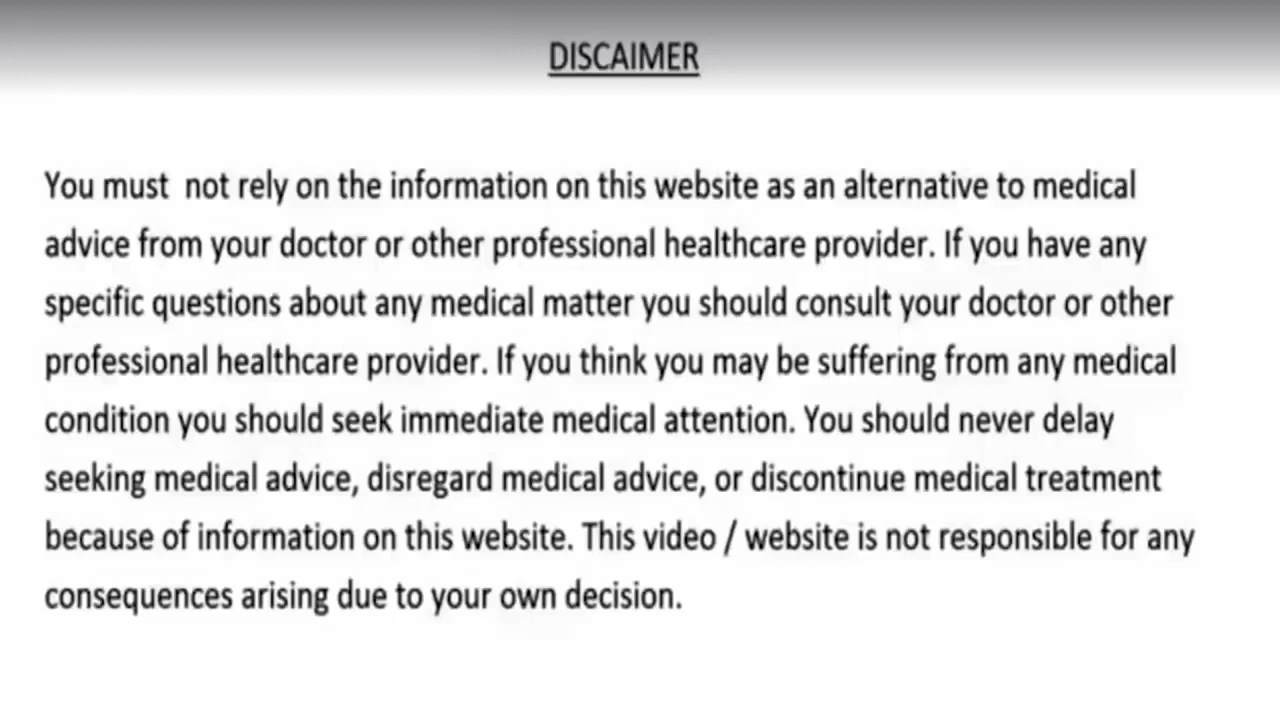 DISCAIMER
You must  not rely on the information on this website as an alternative to medical
advice from your doctor or other professional healthcare provider. If you have any
specific questions about any medical matter you should consult your doctor or other
professional healthcare provider. If you think you may be suffering from any medical
condition you should seek immediate medical attention. You should never delay
seeking medical advice, disregard medical advice, or discontinue medical treatment
because of information on this website. This video / website is not responsible for any
consequences arising due to your own decision.